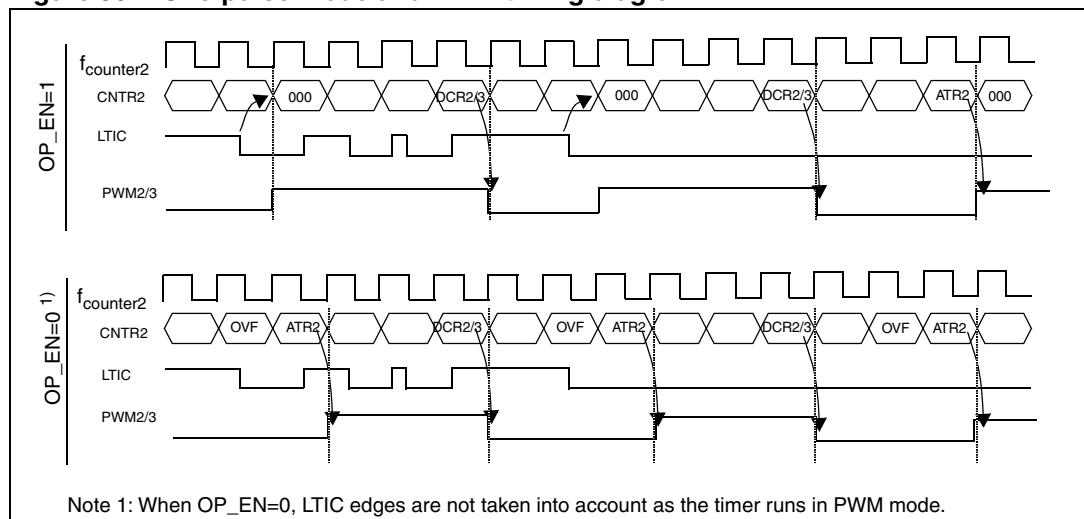 OP_EN=1
fcounter2
CNTR2 000 DCR2/3 000 DCR2/3 ATR2 000
LTIC
PWM2/3
OP_EN=0 1)
fcounter2
CNTR2 OVF ATR2 DCR2/3 OVF ATR2 DCR2/3 OVF ATR2
LTIC
PWM2/3
Note 1: When OP_EN=0, LTIC edges are not taken into account as the timer runs in PWM mode.